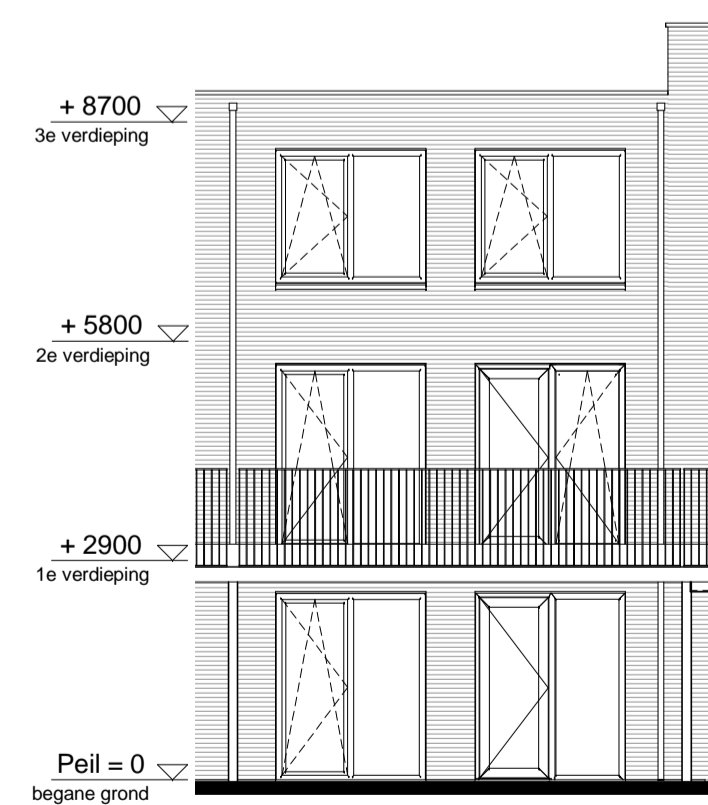 + 8700
3e verdieping
+ 5800
2e verdieping
+ 2900
1e verdieping
Peil = 0
begane grond